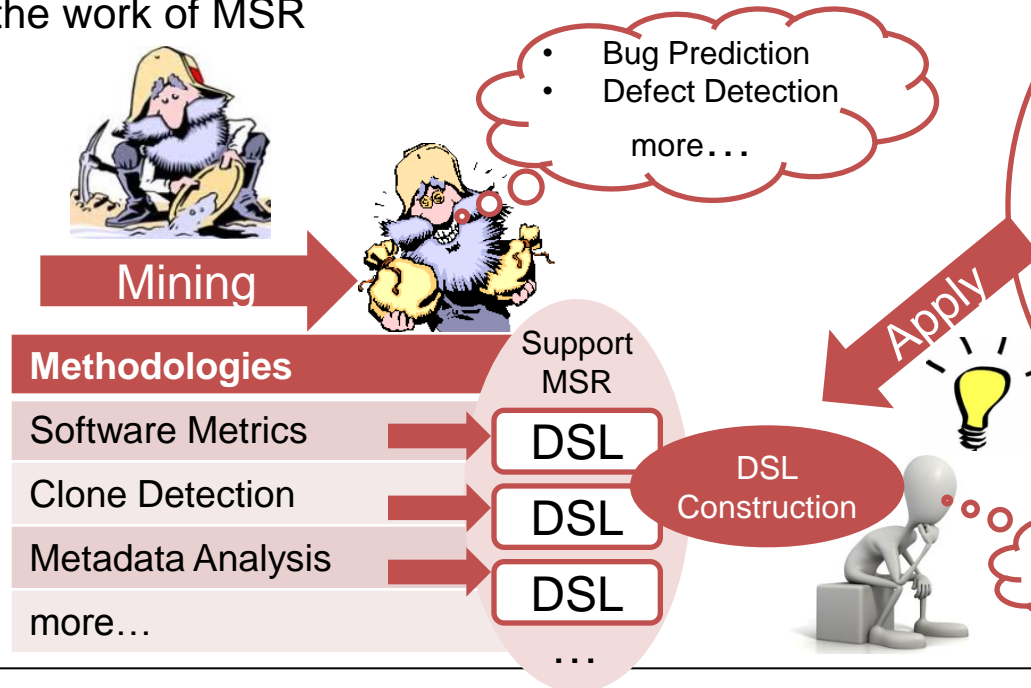 the work of MSR
• Bug Prediction
• Defect Detection
more...
Mining
Apply
Methodologies
Support
MSR
Software Metrics
DSL
Clone Detection
DSL
Metadata Analysis
DSL
more…
…
DSL
Construction